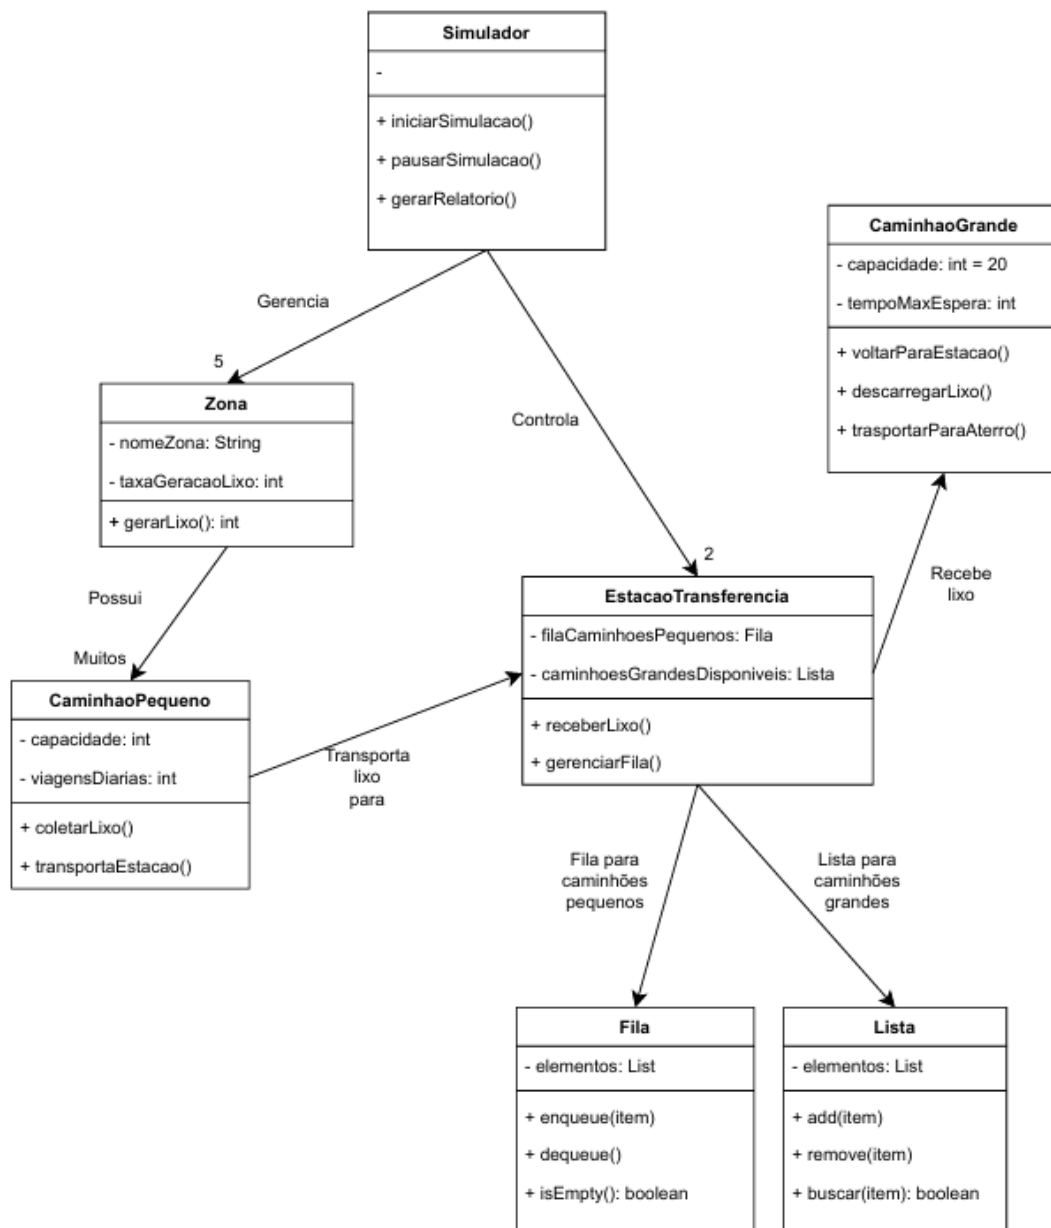 Simulador
-
+ iniciarSimulacao()
+ pausarSimulacao()
+ gerarRelatorio()
CaminhaoGrande
- capacidade: int = 20
- tempoMaxEspera: int
+ voltarParaEstacao()
+ descarregarLixo()
+ trasportarParaAterro()
Gerencia
5
Controla
2
Zona
- nomeZona: String
- taxaGeracaoLixo: int
+ gerarLixo(): int
Possui
Muitos
CaminhaoPequeno
- capacidade: int
- viagensDiarias: int
+ coletarLixo()
+ transportaEstacao()
Transporta
lixo
para
EstacaoTransferencia
- filaCaminhoesPequenos: Fila
- caminhoesGrandesDisponiveis: Lista
+ receberLixo()
+ gerenciarFila()
Recebe
lixo
Fila para
caminhões
pequenos
Lista para
caminhões
grandes
Fila
- elementos: List
+ enqueue(item)
+ dequeue()
+ isEmpty(): boolean
Lista
- elementos: List
+ add(item)
+ remove(item)
+ buscar(item): boolean